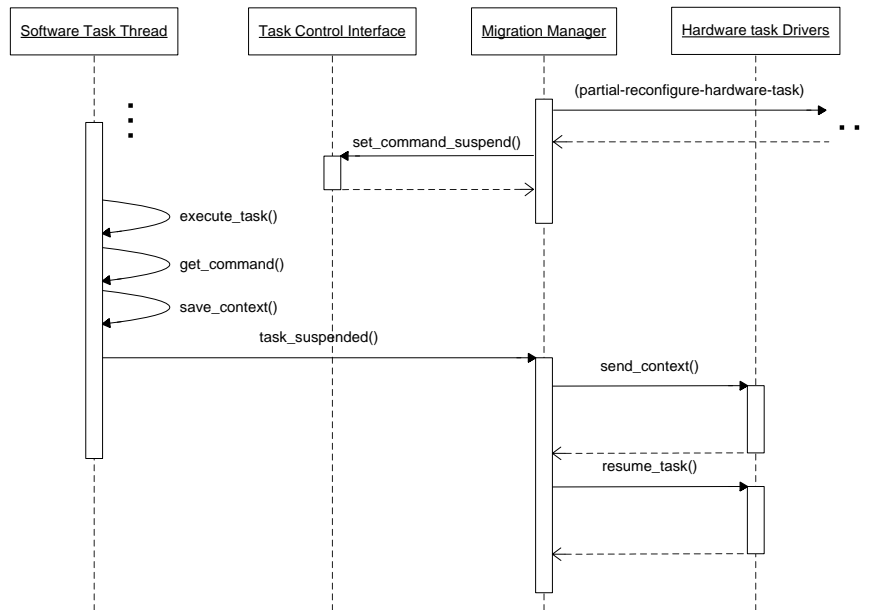 Software Task Thread
Task Control Interface
Migration Manager
Hardware task Drivers
(partial-reconfigure-hardware-task)
set_command_suspend()
execute_task()
get_command()
save_context()
task_suspended()
send_context()
resume_task()